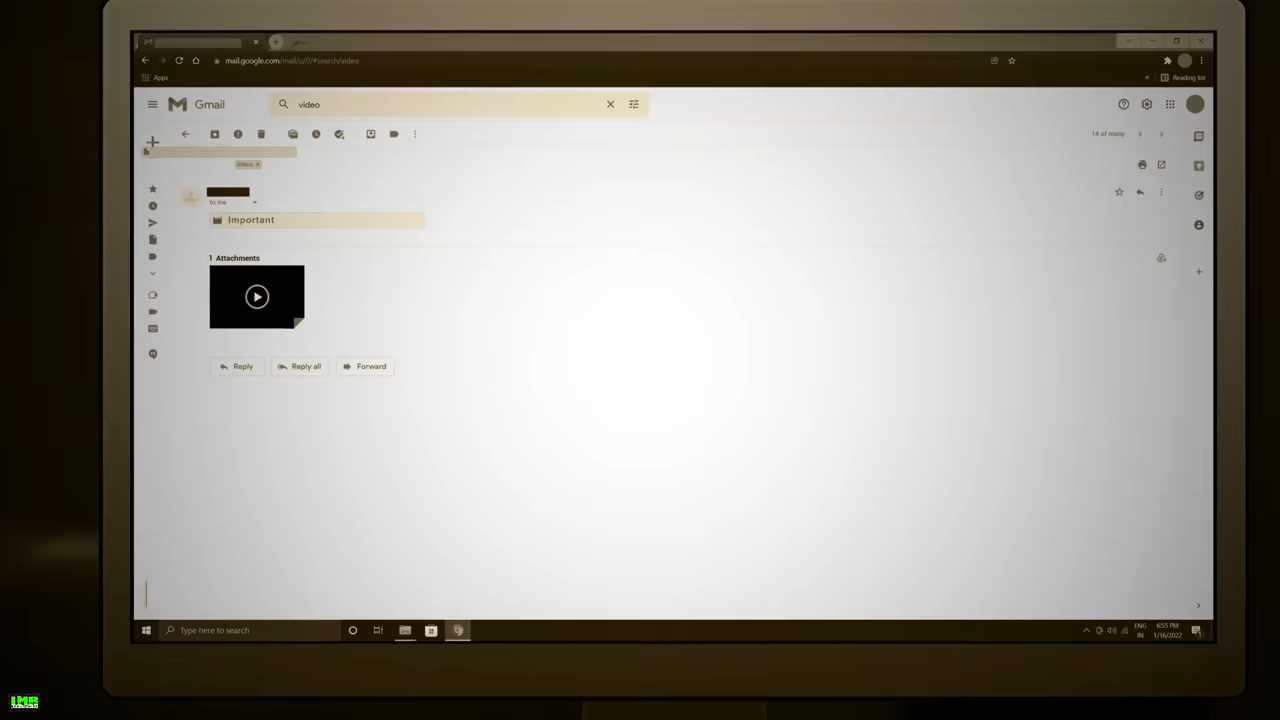 mail.google.com/mail/u/0/#search/video
Apps
Reading list
Gmail
video
14 of many
Inbox ×
to me
Important
1 Attachments
Reply
Reply all
Forward
Type here to search
ENG
IN
6:55 PM
1/16/2022